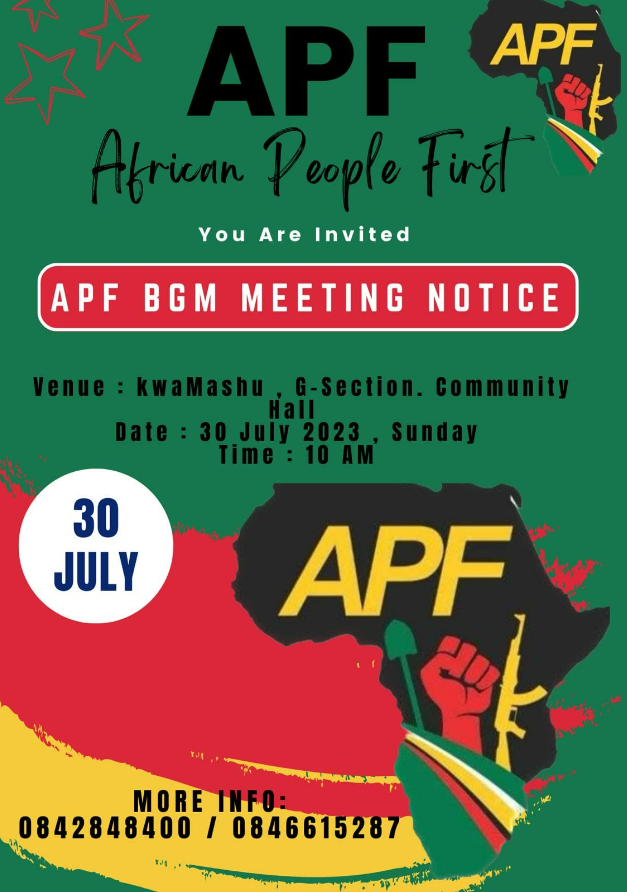 APF
APF
African People First
You Are Invited
APF BGM MEETING NOTICE
Venue : kwaMashu , G-Section. Community
Hall
Date : 30 July 2023 , Sunday
Time : 10 AM
30
JULY
APF
MORE INFO:
0842848400 / 0846615287